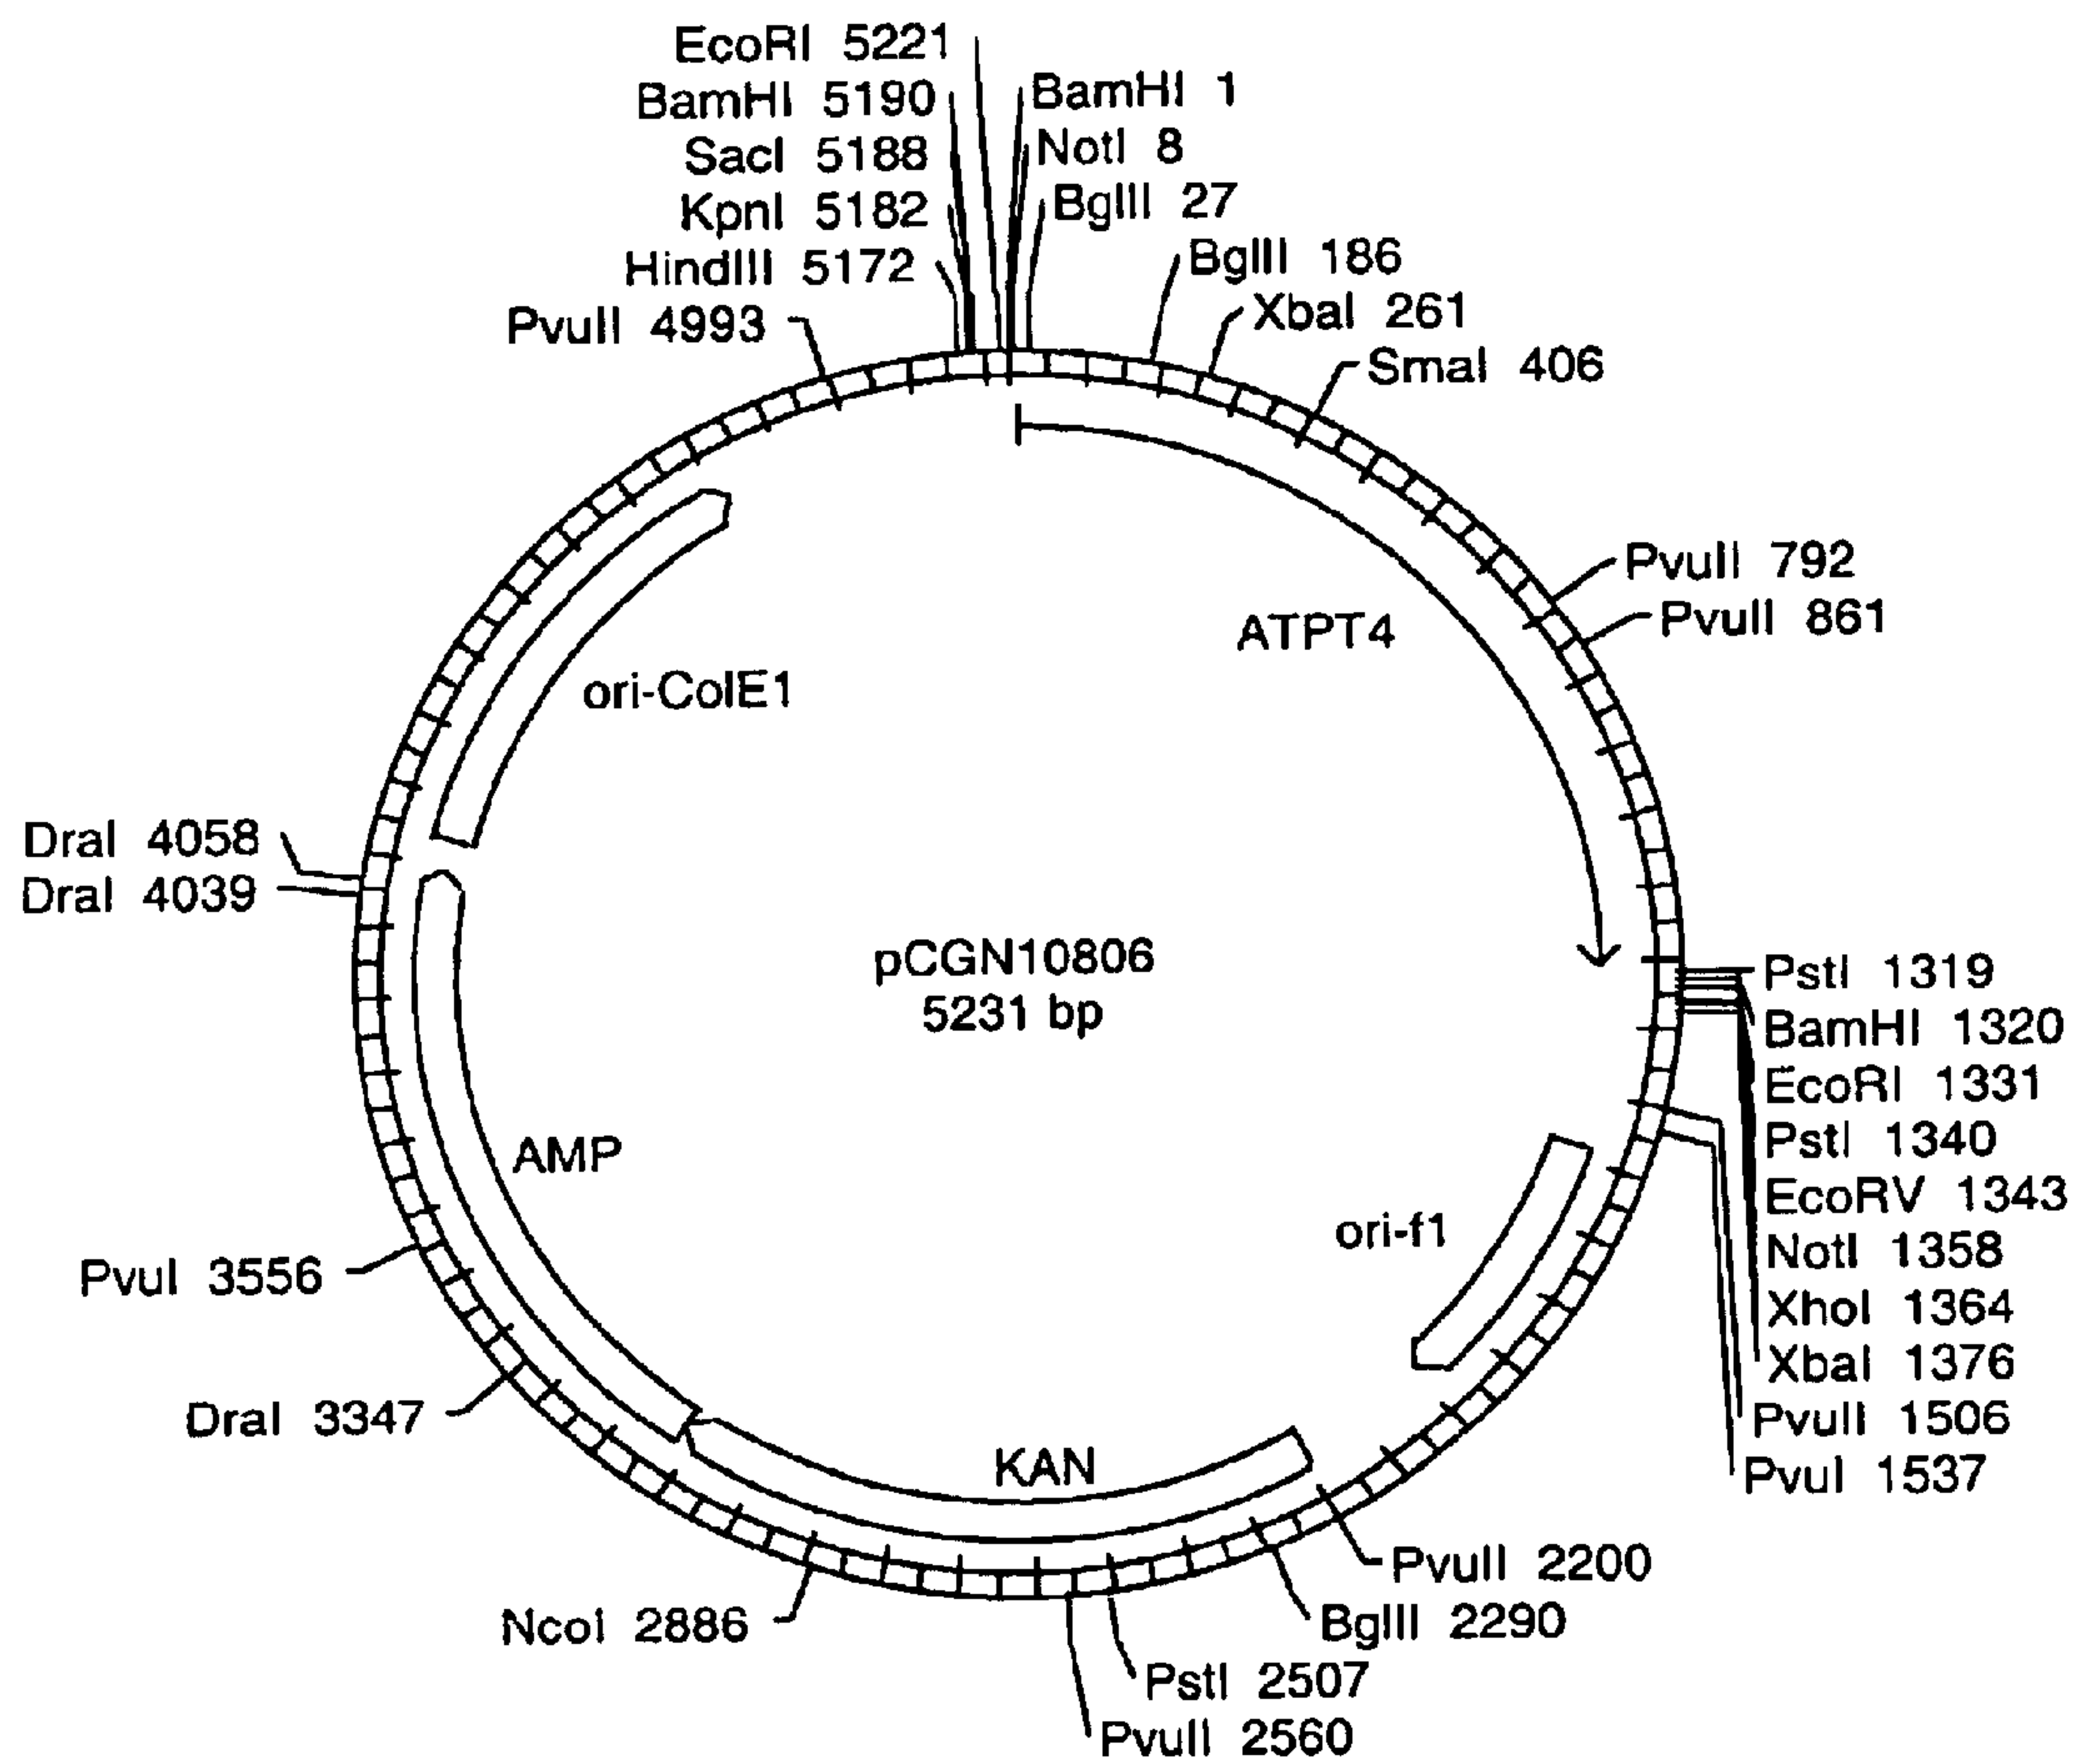 EcoRI 5221
BamHI 5190
SacI 5188
KpnI 5182
HindIII 5172
PvuII 4993
BamHI 1
NotI 8
BglII 27
BglII 186
XbaI 261
SmaI 406
PvuII 792
PvuII 861
ATPT4
ori-ColE1
DraI 4058
DraI 4039
pCGN10806
5231 bp
PstI 1319
BamHI 1320
EcoRI 1331
PstI 1340
EcoRV 1343
NotI 1358
XhoI 1364
XbaI 1376
PvuII 1506
PvuI 1537
AMP
ori-f1
PvuI 3556
DraI 3347
KAN
NcoI 2886
PvuII 2200
BglII 2290
PstI 2507
PvuII 2560